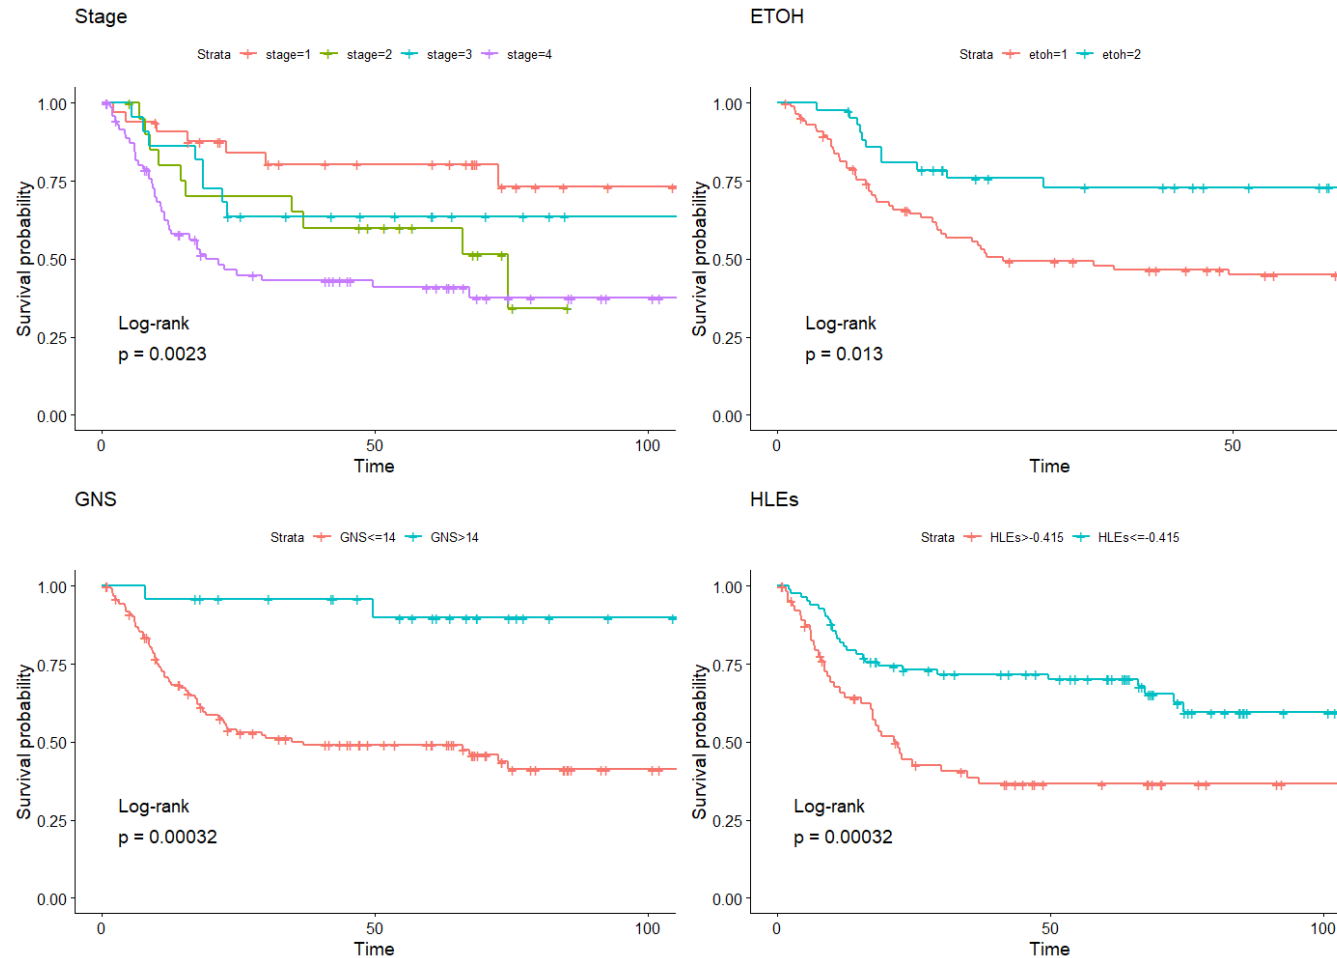 Stage
Strata stage=1 stage=2 stage=3 stage=4
Survival probability
1.00
0.75
0.50
0.25
0.00
Log-rank
p = 0.0023
0 50 100
Time
ETOH
Strata etoh=1 etoh=2
Survival probability
1.00
0.75
0.50
0.25
0.00
Log-rank
p = 0.013
0 50
Time
GNS
Strata GNS<=14 GNS>14
Survival probability
1.00
0.75
0.50
0.25
0.00
Log-rank
p = 0.00032
0 50 100
Time
HLEs
Strata HLEs>-0.415 HLEs<=-0.415
Survival probability
1.00
0.75
0.50
0.25
0.00
Log-rank
p = 0.00032
0 50 100
Time